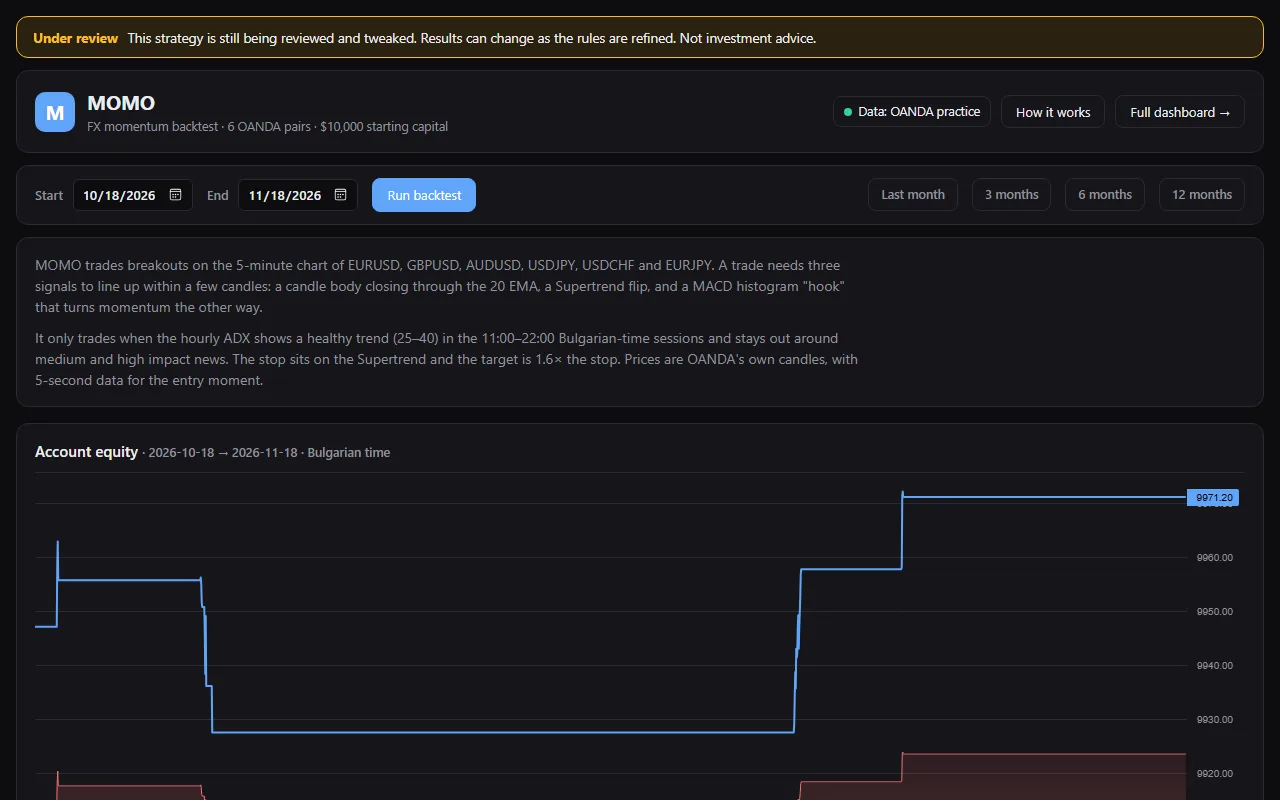 Under review This strategy is still being reviewed and tweaked. Results can change as the rules are refined. Not investment advice.
M
MOMO
FX momentum backtest · 6 OANDA pairs · $10,000 starting capital
Data: OANDA practice
How it works
Full dashboard →
Start 10/18/2026 End 11/18/2026 Run backtest
Last month 3 months 6 months 12 months
MOMO trades breakouts on the 5-minute chart of EURUSD, GBPUSD, AUDUSD, USDJPY, USDCHF and EURJPY. A trade needs three
signals to line up within a few candles: a candle body closing through the 20 EMA, a Supertrend flip, and a MACD histogram "hook"
that turns momentum the other way.
It only trades when the hourly ADX shows a healthy trend (25–40) in the 11:00–22:00 Bulgarian-time sessions and stays out around
medium and high impact news. The stop sits on the Supertrend and the target is 1.6× the stop. Prices are OANDA's own candles, with
5-second data for the entry moment.
Account equity · 2026-10-18 → 2026-11-18 · Bulgarian time
9971.20
9960.00
9950.00
9940.00
9930.00
9920.00